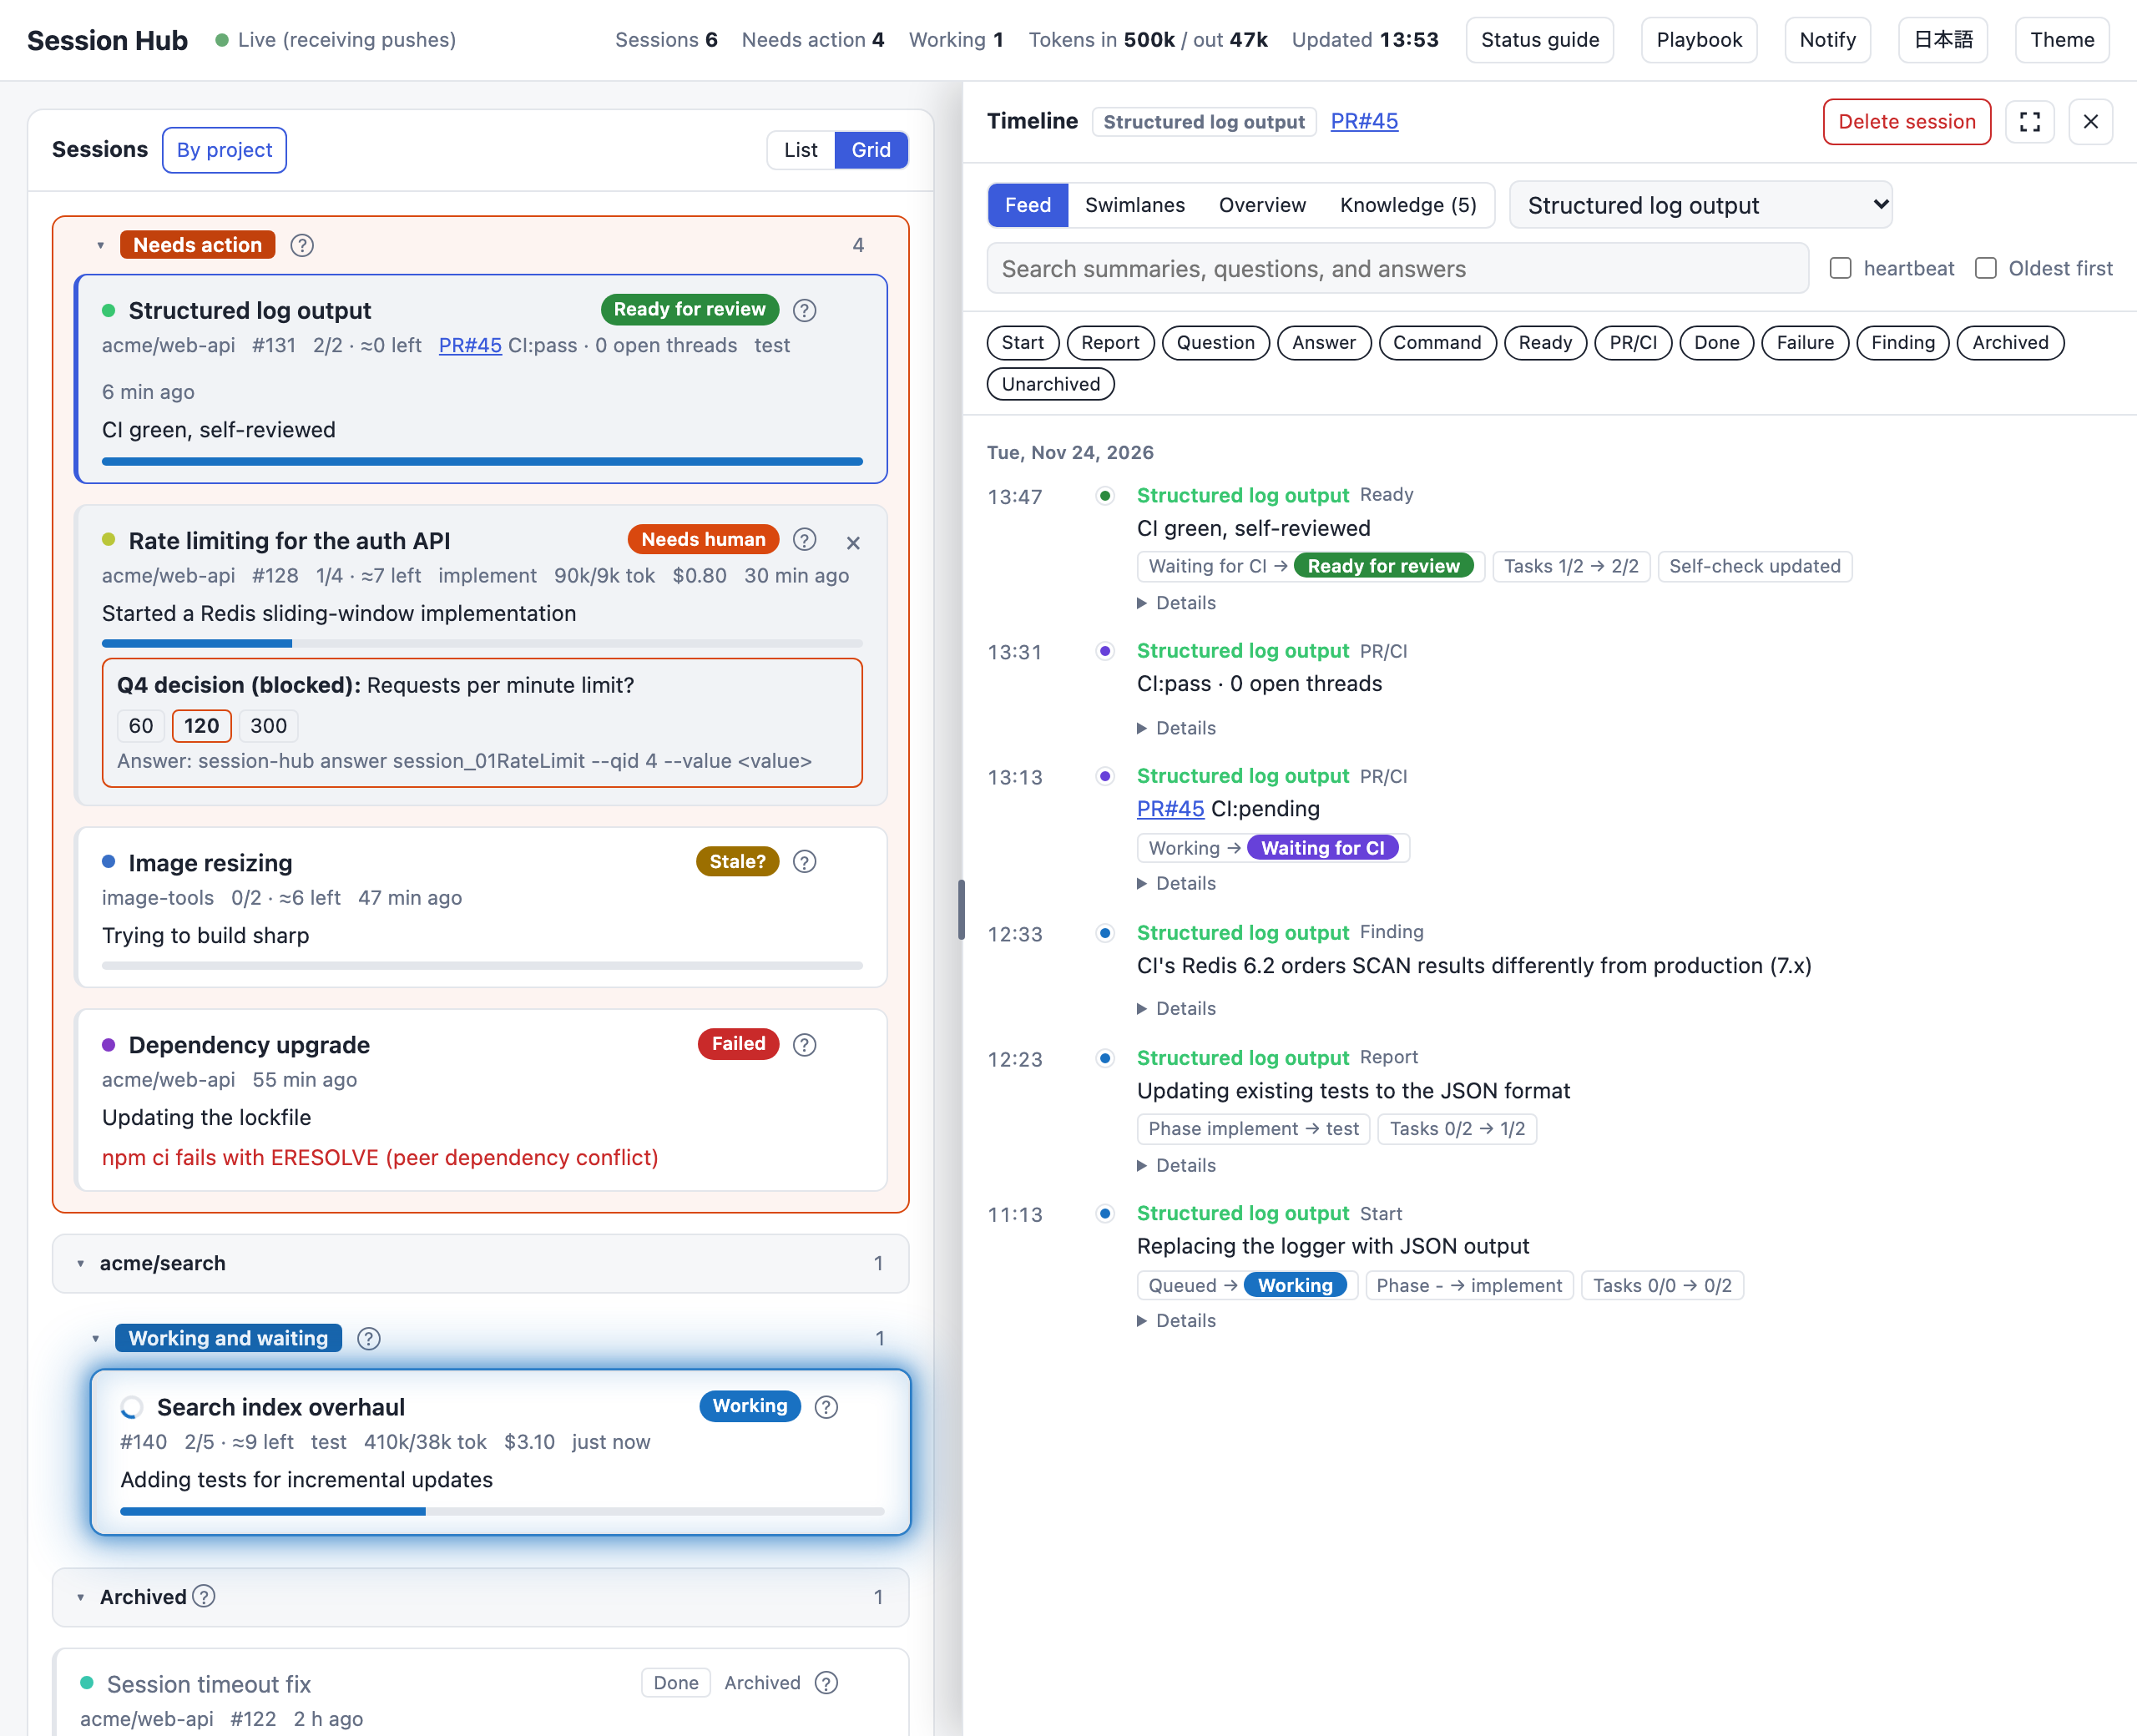 Session Hub Live (receiving pushes) Sessions 6 Needs action 4 Working 1 Tokens in 500k / out 47k Updated 13:53 Status guide Playbook Notify 日本語 Theme
Sessions By project List Grid
▾ Needs action ? 4
Structured log output Ready for review ?
acme/web-api #131 2/2 · ≈0 left PR#45 CI:pass · 0 open threads test
6 min ago
CI green, self-reviewed
Rate limiting for the auth API Needs human ? ×
acme/web-api #128 1/4 · ≈7 left implement 90k/9k tok $0.80 30 min ago
Started a Redis sliding-window implementation
Q4 decision (blocked): Requests per minute limit?
60 120 300
Answer: session-hub answer session_01RateLimit --qid 4 --value <value>
Image resizing Stale? ?
image-tools 0/2 · ≈6 left 47 min ago
Trying to build sharp
Dependency upgrade Failed ?
acme/web-api 55 min ago
Updating the lockfile
npm ci fails with ERESOLVE (peer dependency conflict)
▾ acme/search 1
▾ Working and waiting ? 1
Search index overhaul Working ?
#140 2/5 · ≈9 left test 410k/38k tok $3.10 just now
Adding tests for incremental updates
▾ Archived ? 1
Session timeout fix Done Archived ?
acme/web-api #122 2 h ago
Timeline Structured log output PR#45 Delete session ×
Feed Swimlanes Overview Knowledge (5) Structured log output
Search summaries, questions, and answers heartbeat Oldest first
Start Report Question Answer Command Ready PR/CI Done Failure Finding Archived
Unarchived
Tue, Nov 24, 2026
13:47 Structured log output Ready
CI green, self-reviewed
Waiting for CI → Ready for review Tasks 1/2 → 2/2 Self-check updated
▶ Details
13:31 Structured log output PR/CI
CI:pass · 0 open threads
▶ Details
13:13 Structured log output PR/CI
PR#45 CI:pending
Working → Waiting for CI
▶ Details
12:33 Structured log output Finding
CI's Redis 6.2 orders SCAN results differently from production (7.x)
▶ Details
12:23 Structured log output Report
Updating existing tests to the JSON format
Phase implement → test Tasks 0/2 → 1/2
▶ Details
11:13 Structured log output Start
Replacing the logger with JSON output
Queued → Working Phase - → implement Tasks 0/0 → 0/2
▶ Details